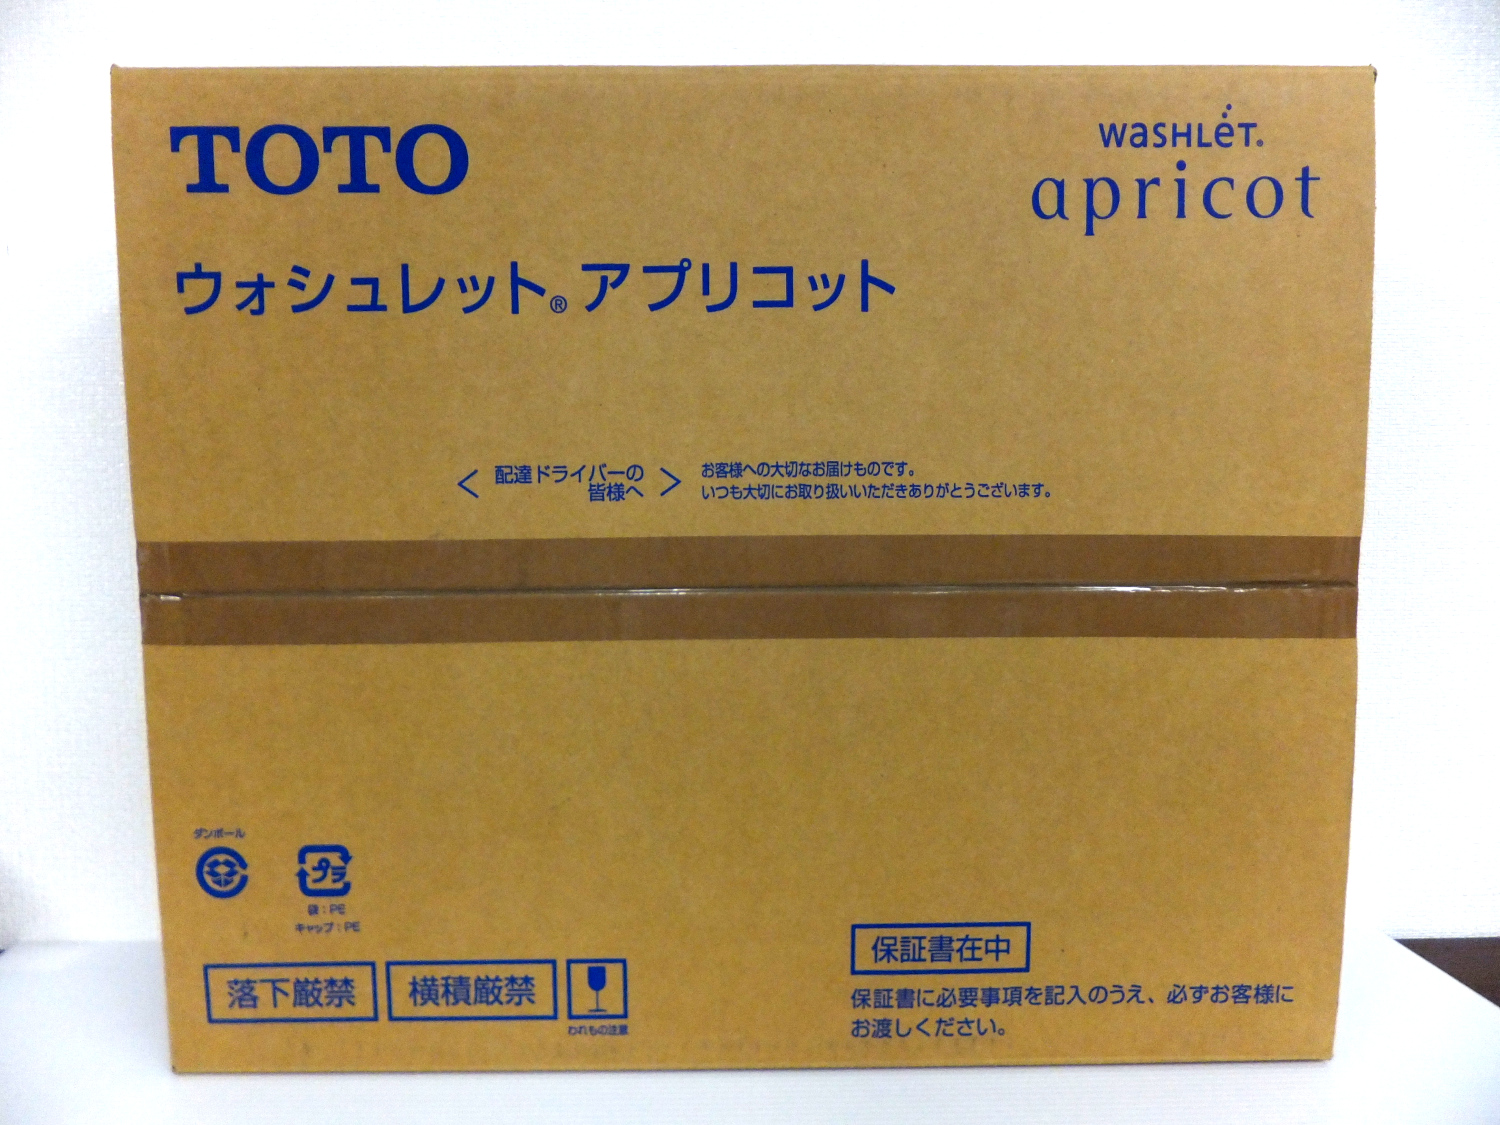 TOTO
WASHLET®
apricot
ウォシュレット®アプリコット
〈 配達ドライバーの皆様へ 〉
お客様への大切なお届けものです。
いつも大切にお取り扱いいただきありがとうございます。
ダンボール
プラ
袋:PE
キャップ:PE
落下厳禁
横積厳禁
われもの注意
保証書在中
保証書に必要事項を記入のうえ、必ずお客様に
お渡しください。